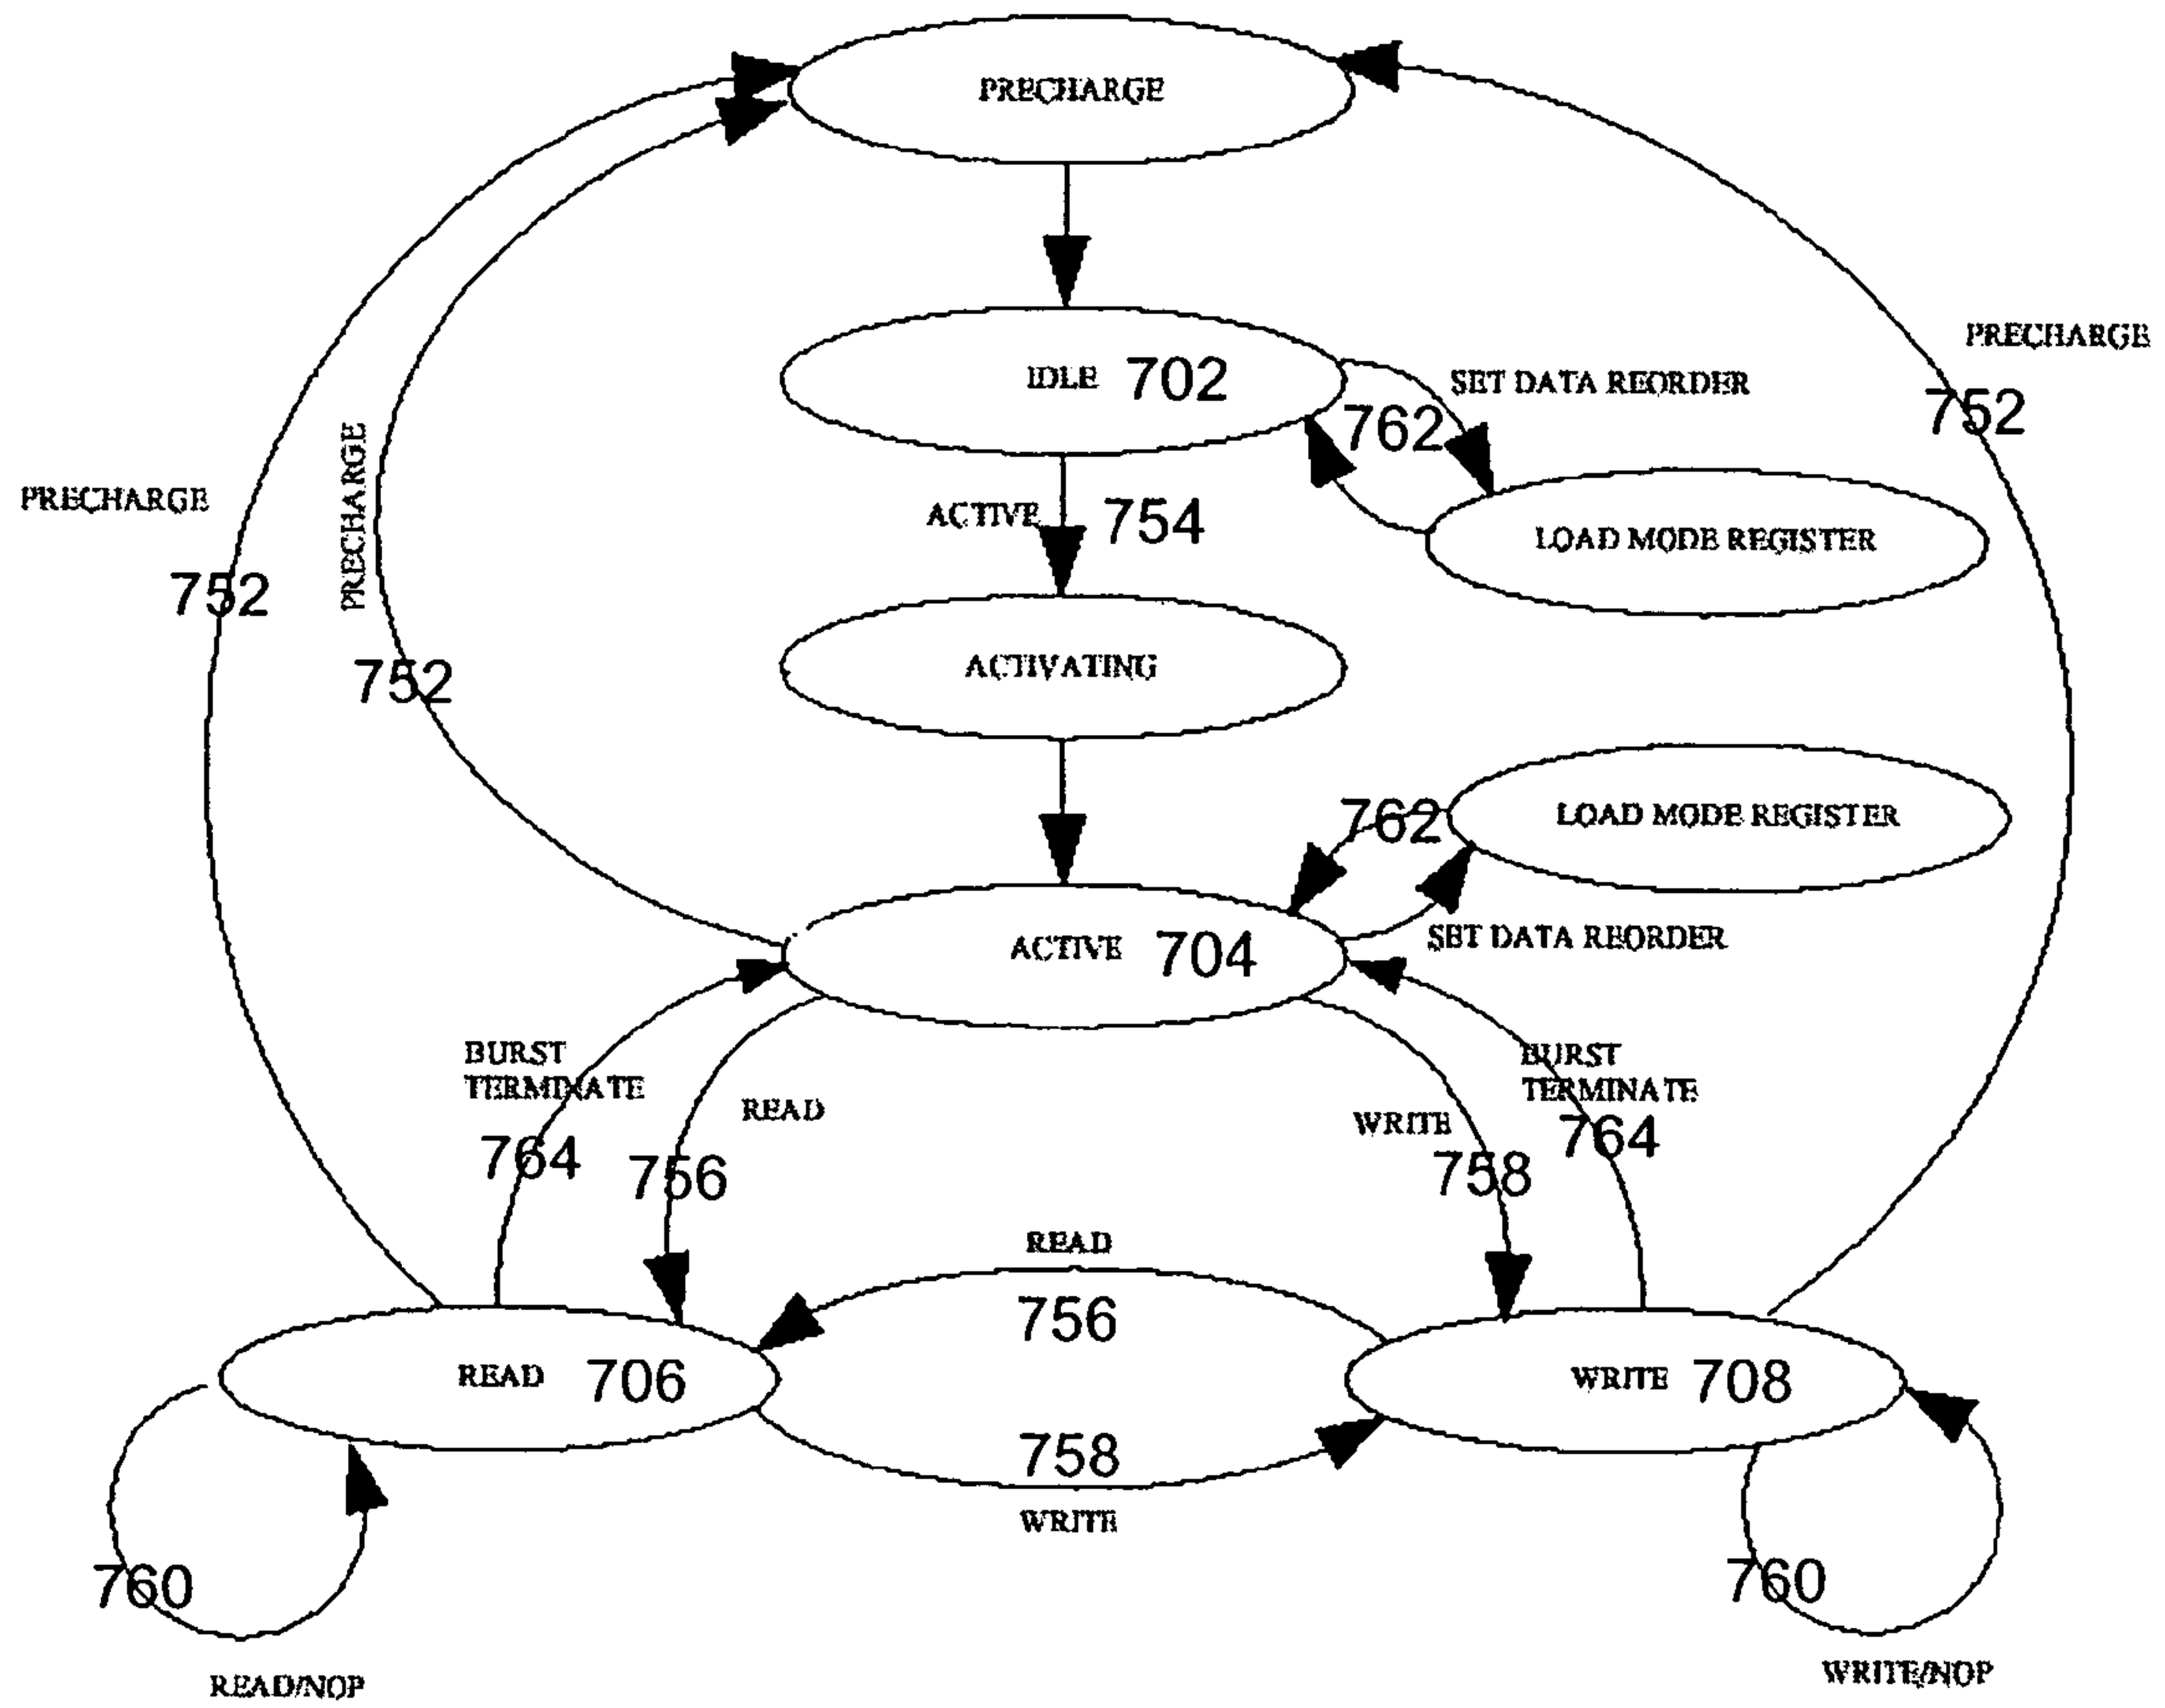 PRECHARGE
IDLE 702
SET DATA REORDER
762
PRECHARGE
752
PRECHARGE
752
PRECHARGE
752
ACTIVE 754
LOAD MODE REGISTER
ACTIVATING
762
LOAD MODE REGISTER
ACTIVE 704
SET DATA REORDER
BURST
TERMINATE
764
READ
756
WRITE
758
BURST
TERMINATE
764
READ
756
READ 706
WRITE 708
758
WRITE
760
READ/NOP
760
WRITE/NOP